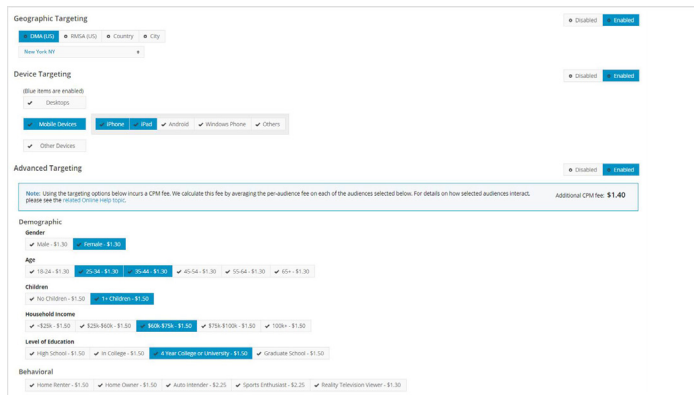 Geographic Targeting
Disabled Enabled
DMA (US) RMSA (US) Country City
New York NY x
Device Targeting
Disabled Enabled
(Blue items are enabled)
Desktops
Mobile Devices iPhone iPad Android Windows Phone Others
Other Devices
Advanced Targeting
Disabled Enabled
Note: Using the targeting options below incurs a CPM fee. We calculate this fee by averaging the per-audience fee on each of the audiences selected below. For details on how selected audiences interact,
please see the related Online Help topic.
Additional CPM fee: $1.40
Demographic
Gender
Male - $1.30 Female - $1.30
Age
18-24 - $1.30 25-34 - $1.30 35-44 - $1.30 45-54 - $1.30 55-64 - $1.30 65+ - $1.30
Children
No Children - $1.50 1+ Children - $1.50
Household Income
<$25k - $1.50 $25k-$60k - $1.50 $60k-$75k - $1.50 $75k-$100k - $1.50 100k+ - $1.50
Level of Education
High School - $1.50 In College - $1.50 4 Year College or University - $1.50 Graduate School - $1.50
Behavioral
Home Renter - $1.50 Home Owner - $1.50 Auto Intender - $2.25 Sports Enthusiast - $2.25 Reality Television Viewer - $1.30